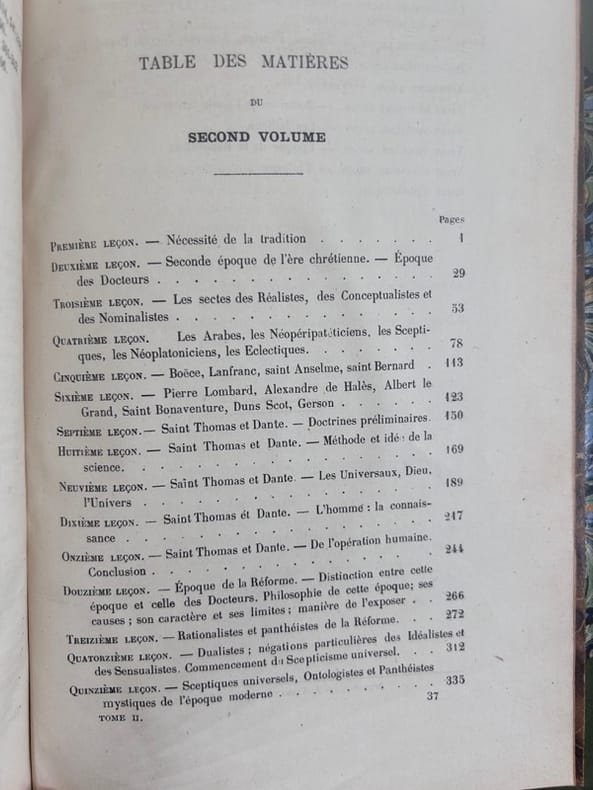 TABLE DES MATIÈRES
DU
SECOND VOLUME
Pages
PREMIÈRE LEÇON. — Nécessité de la tradition . . . . . . . 1
DEUXIÈME LEÇON. — Seconde époque de l'ère chrétienne. — Époque
des Docteurs . . . . . . . . . . . . . . . 29
TROISIÈME LEÇON. — Les sectes des Réalistes, des Conceptualistes et
des Nominalistes . . . . . . . . . . . . . . 53
QUATRIÈME LEÇON. Les Arabes, les Néopéripatéticiens, les Scepti-
ques, les Néoplatoniciens, les Eclectiques. . . . . . . 78
CINQUIÈME LEÇON. — Boëce, Lanfranc, saint Anselme, saint Bernard . 113
SIXIÈME LEÇON. — Pierre Lombard, Alexandre de Halès, Albert le
Grand, Saint Bonaventure, Duns Scot, Gerson . . . . . 123
SEPTIÈME LEÇON. — Saint Thomas et Dante. — Doctrines préliminaires. 150
HUITIÈME LEÇON. — Saint Thomas et Dante. — Méthode et idée de la
science. . . . . . . . . . . . . . . . . 169
NEUVIÈME LEÇON. — Saint Thomas et Dante. — Les Universaux, Dieu,
l'Univers . . . . . . . . . . . . . . . . 189
DIXIÈME LEÇON. — Saint Thomas et Dante. — L'homme : la connais-
sance . . . . . . . . . . . . . . . . . 217
ONZIÈME LEÇON. — Saint Thomas et Dante. — De l'opération humaine.
Conclusion . . . . . . . . . . . . . . . 244
DOUZIÈME LEÇON. — Époque de la Réforme. — Distinction entre cette
époque et celle des Docteurs. Philosophie de cette époque; ses
causes ; son caractère et ses limites ; manière de l'exposer . . 266
TREIZIÈME LEÇON. — Rationalistes et panthéistes de la Réforme. . . 272
QUATORZIÈME LEÇON. — Dualistes ; négations particulières des Idéalistes et
des Sensualistes. Commencement du Scepticisme universel. . . 312
QUINZIÈME LEÇON. — Sceptiques universels, Ontologistes et Panthéistes
mystiques de l'époque moderne . . . . . . . . . 335
TOME II. 37